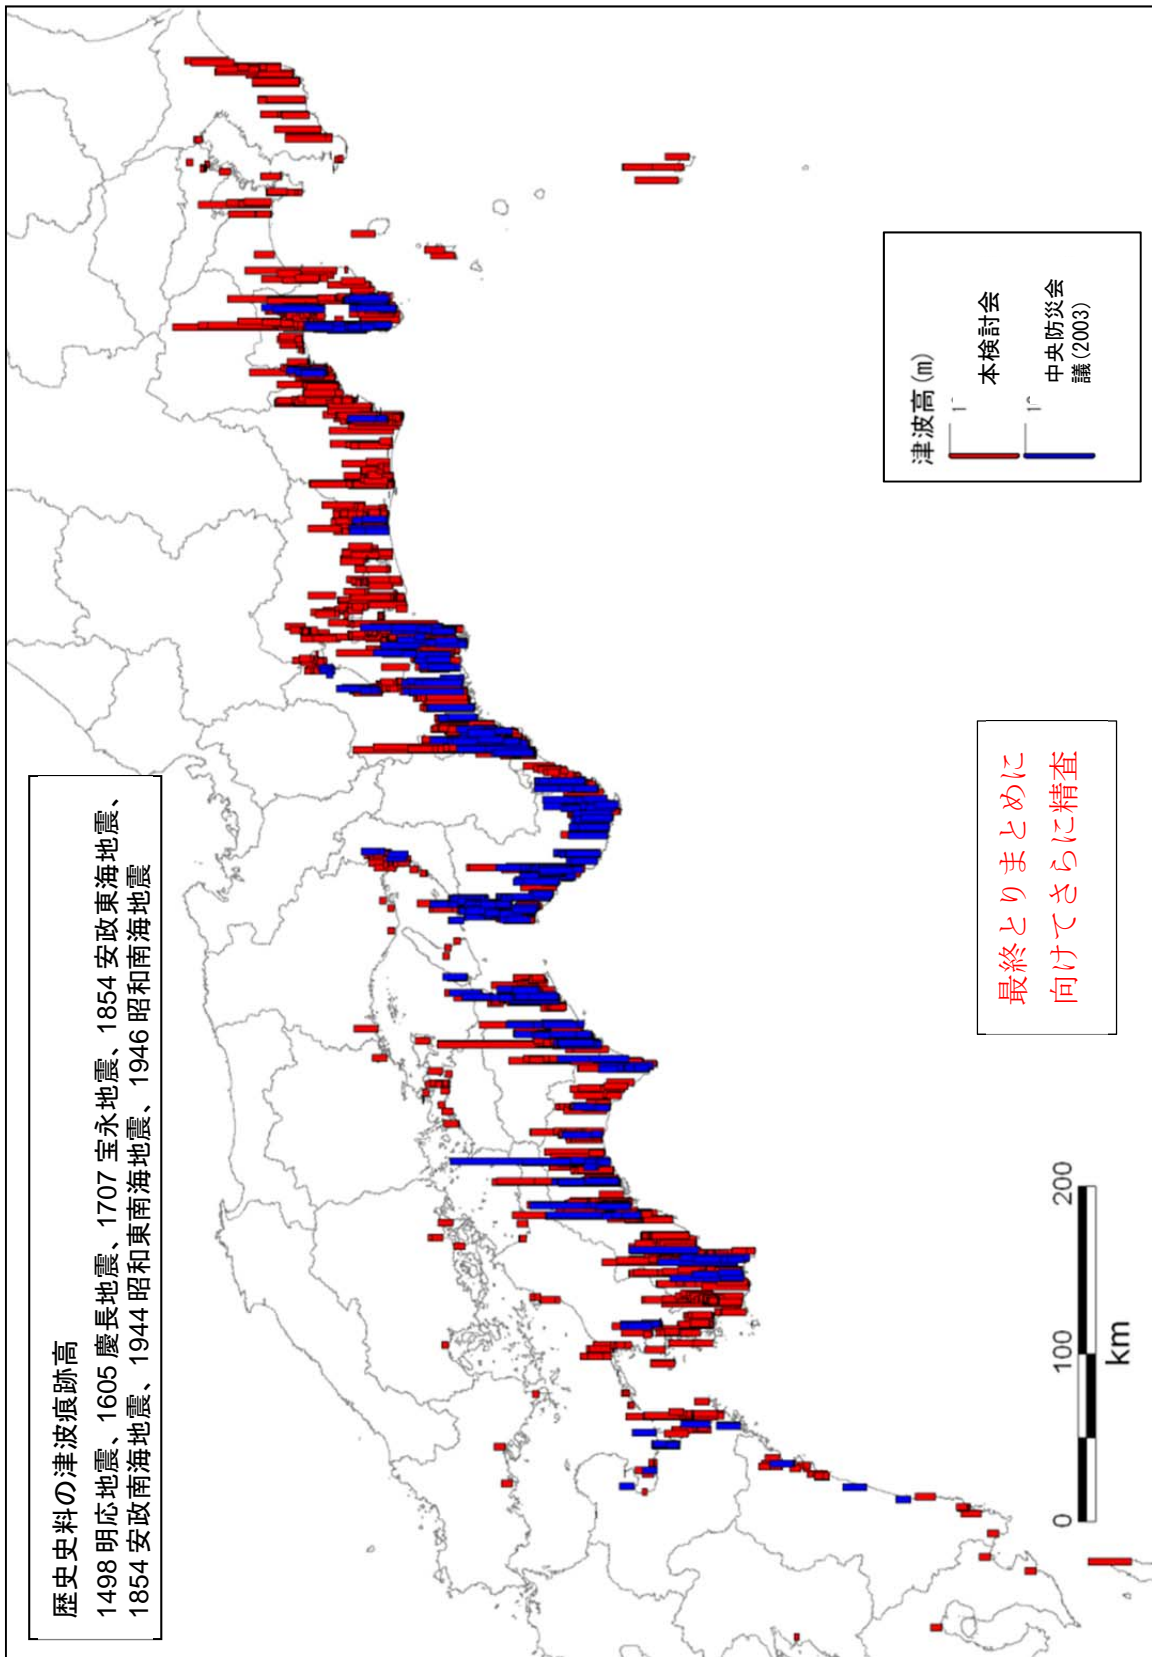 歴史史料の津波痕跡高
1498 明応地震、1605 慶長地震、1707 宝永地震、1854 安政東海地震、
1854 安政南海地震、1944 昭和東南海地震、1946 昭和南海地震
津波高(m)
本検討会
中央防災会
議(2003)
最終とりまとめに
向けてさらに精査
0 100 200
km